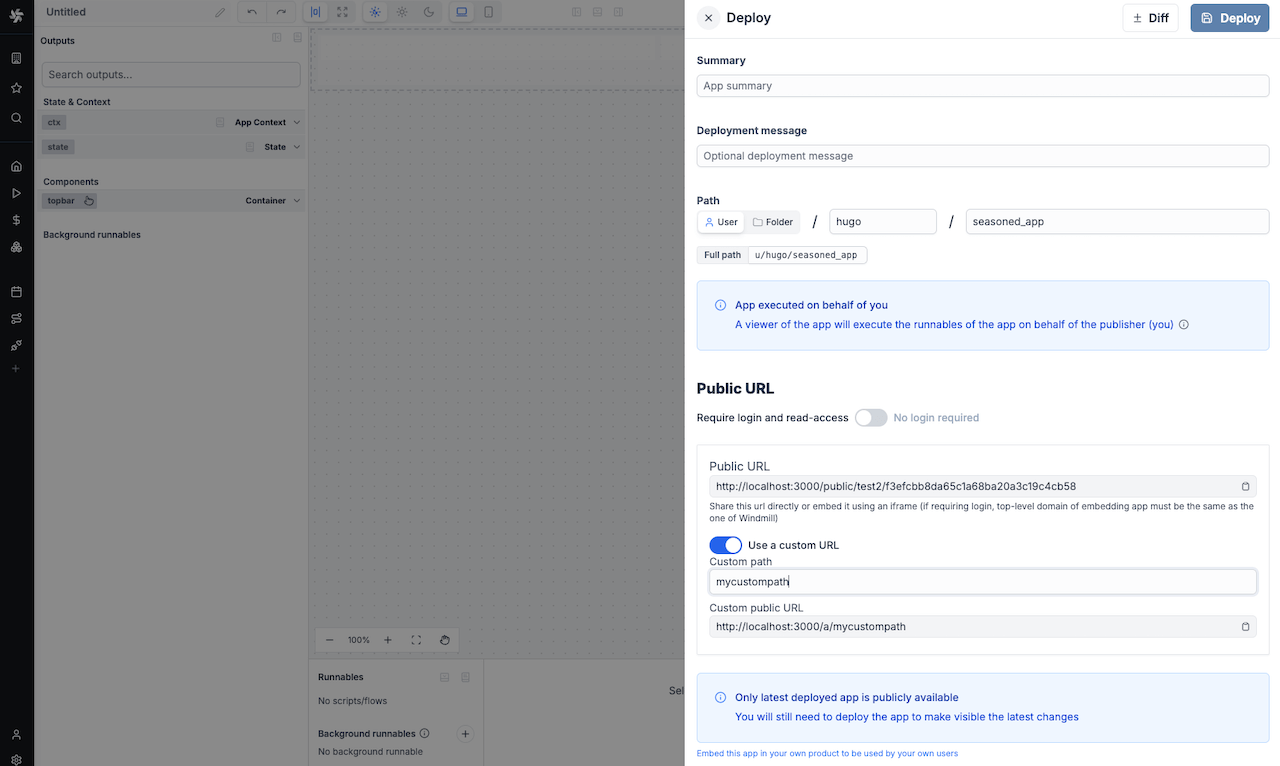 Untitled
Outputs
Search outputs...
State & Context
ctx
App Context
state
State
Components
topbar
Container
Background runnables
100%
Runnables
No scripts/flows
Background runnables
No background runnable
Sel
Deploy
Diff
Deploy
Summary
App summary
Deployment message
Optional deployment message
Path
User
Folder
/
hugo
/
seasoned_app
Full path
u/hugo/seasoned_app
App executed on behalf of you
A viewer of the app will execute the runnables of the app on behalf of the publisher (you)
Public URL
Require login and read-access
No login required
Public URL
http://localhost:3000/public/test2/f3efcbb8da65c1a68ba20a3c19c4cb58
Share this url directly or embed it using an iframe (if requiring login, top-level domain of embedding app must be the same as the
one of Windmill)
Use a custom URL
Custom path
mycustompath
Custom public URL
http://localhost:3000/a/mycustompath
Only latest deployed app is publicly available
You will still need to deploy the app to make visible the latest changes
Embed this app in your own product to be used by your own users